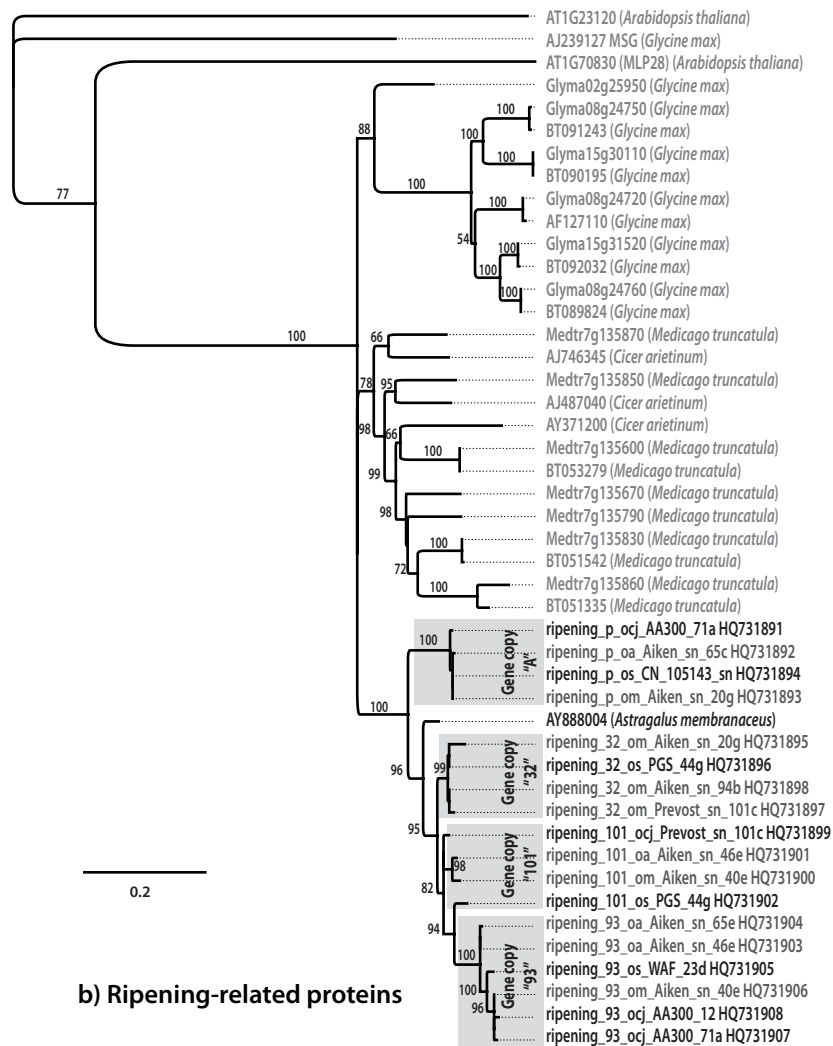 AT1G23120 (Arabidopsis thaliana)
AJ239127 MSG (Glycine max)
AT1G70830 (MLP28) (Arabidopsis thaliana)
Glyma02g25950 (Glycine max)
88
Glyma08g24750 (Glycine max)
100
BT091243 (Glycine max)
100
Glyma15g30110 (Glycine max)
100
BT090195 (Glycine max)
100
77
Glyma08g24720 (Glycine max)
100
AF127110 (Glycine max)
54
Glyma15g31520 (Glycine max)
100
BT092032 (Glycine max)
100
Glyma08g24760 (Glycine max)
100
BT089824 (Glycine max)
100
Medtr7g135870 (Medicago truncatula)
66
AJ746345 (Cicer arietinum)
78
Medtr7g135850 (Medicago truncatula)
95
AJ487040 (Cicer arietinum)
98
AY371200 (Cicer arietinum)
66
Medtr7g135600 (Medicago truncatula)
100
BT053279 (Medicago truncatula)
99
Medtr7g135670 (Medicago truncatula)
98
Medtr7g135790 (Medicago truncatula)
Medtr7g135830 (Medicago truncatula)
100
BT051542 (Medicago truncatula)
72
Medtr7g135860 (Medicago truncatula)
100
BT051335 (Medicago truncatula)
ripening_p_ocj_AA300_71a HQ731891
100
ripening_p_oa_Aiken_sn_65c HQ731892
Gene copy
"A"
ripening_p_os_CN_105143_sn HQ731894
ripening_p_om_Aiken_sn_20g HQ731893
100
AY888004 (Astragalus membranaceus)
96
ripening_32_om_Aiken_sn_20g HQ731895
99
ripening_32_os_PGS_44g HQ731896
Gene copy
"32"
ripening_32_om_Aiken_sn_94b HQ731898
ripening_32_om_Prevost_sn_101c HQ731897
95
ripening_101_ocj_Prevost_sn_101c HQ731899
ripening_101_oa_Aiken_sn_46e HQ731901
98
Gene copy
"101"
ripening_101_om_Aiken_sn_40e HQ731900
82
ripening_101_os_PGS_44g HQ731902
94
ripening_93_oa_Aiken_sn_65e HQ731904
ripening_93_oa_Aiken_sn_46e HQ731903
100
Gene copy
"93"
ripening_93_os_WAF_23d HQ731905
100
ripening_93_om_Aiken_sn_40e HQ731906
96
ripening_93_ocj_AA300_12 HQ731908
ripening_93_ocj_AA300_71a HQ731907
0.2
b) Ripening-related proteins